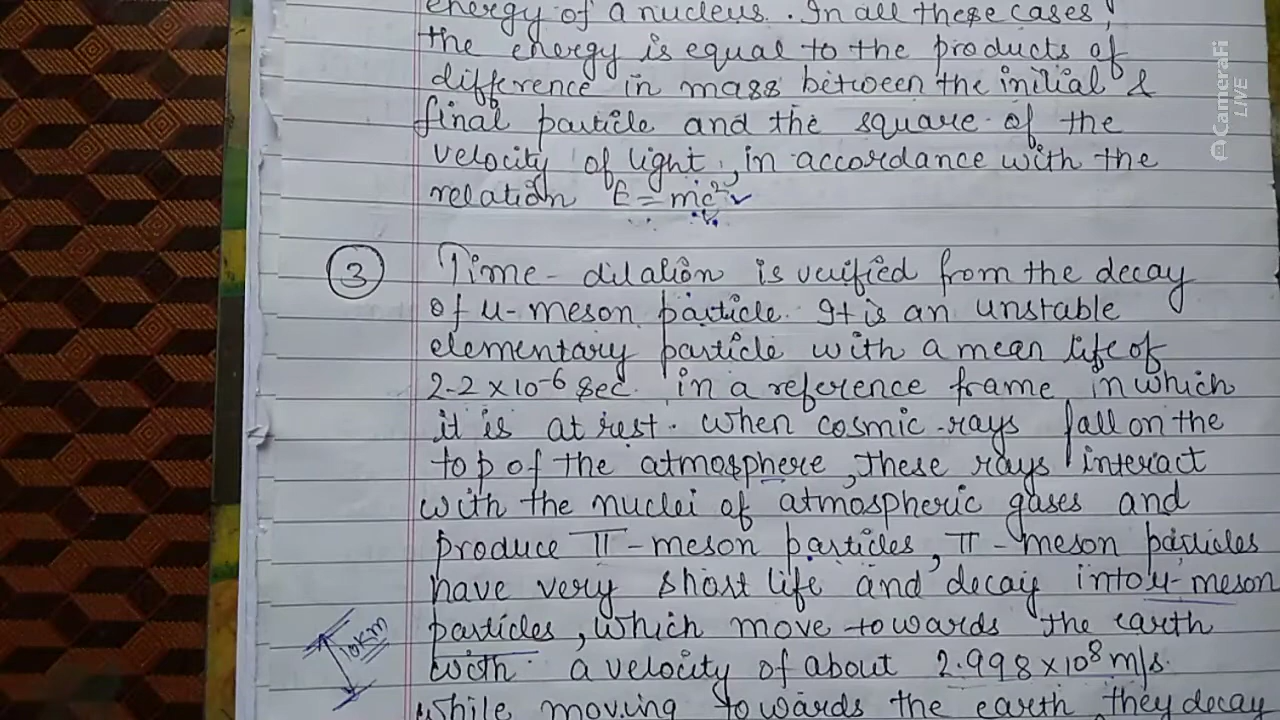 energy of a nucleus. In all these cases,
the energy is equal to the products of
difference in mass between the initial &
final particle and the square of the
velocity of light, in accordance with the
relation E = mc²
③ Time-dilation is verified from the decay
of μ-meson particle. It is an unstable
elementary particle with a mean life of
2.2 × 10⁻⁶ sec. in a reference frame in which
it is at rest. When cosmic-rays fall on the
top of the atmosphere, these rays interact
with the nuclei of atmospheric gases and
produce π-meson particles, π-meson particles
have very short life and decay into μ-meson
particles, which move towards the earth
with a velocity of about 2.998×10⁸ m/s.
while moving towards the earth they decay
10km
CameraFi
LIVE